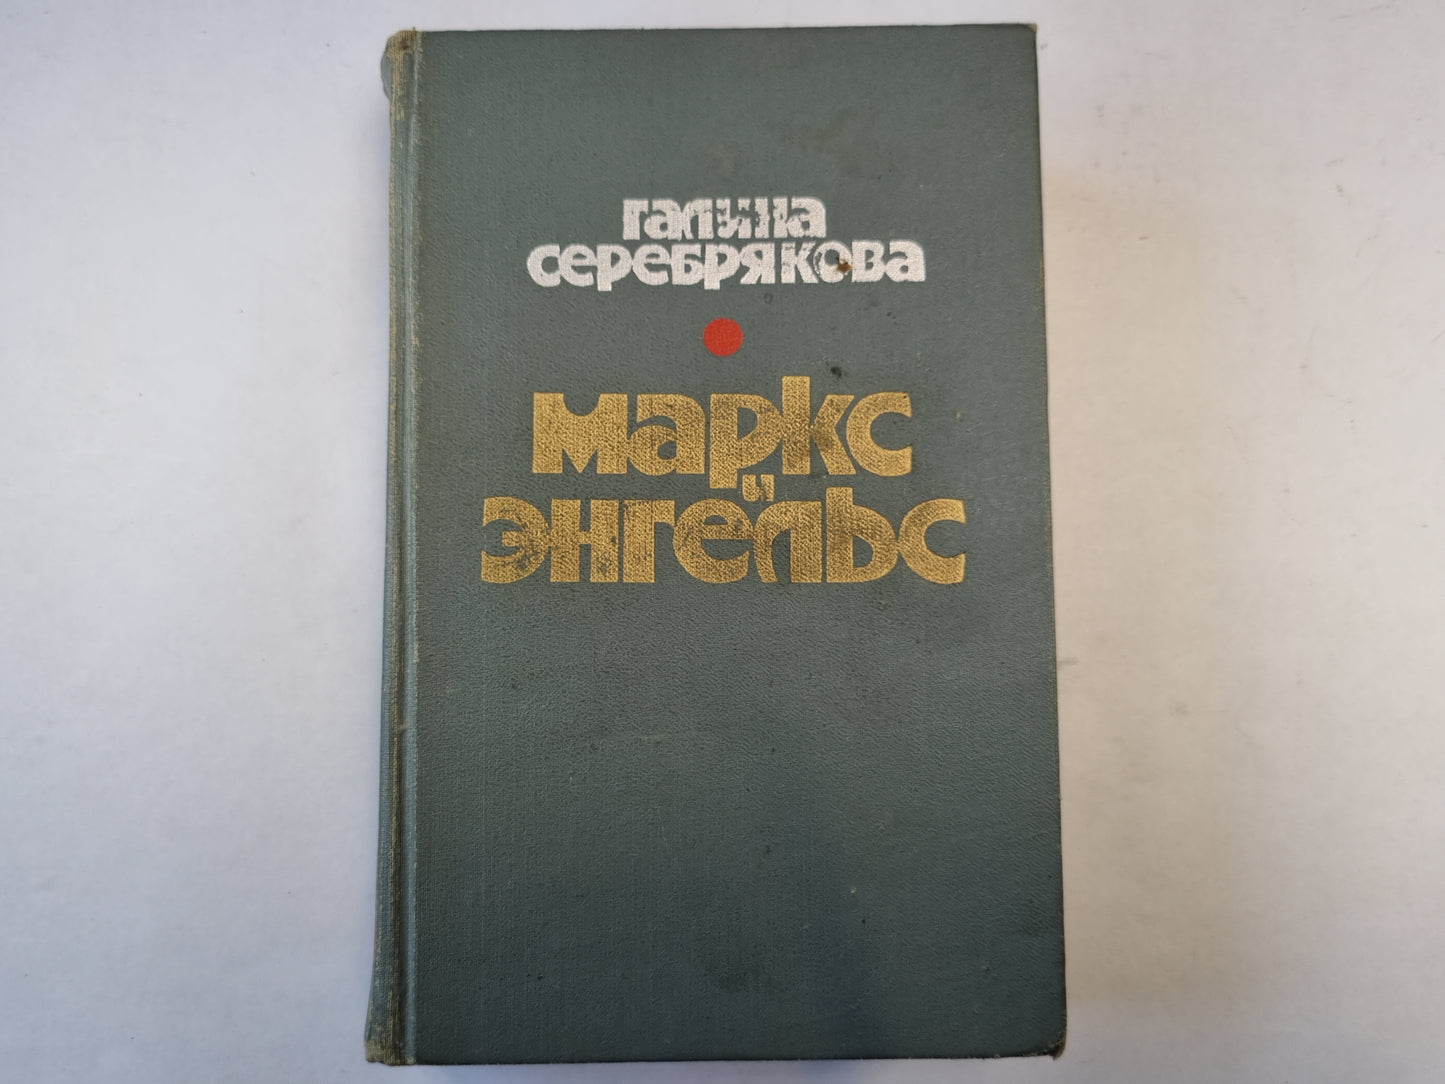 Галина
Серебрякова
Маркс
и
Энгельс